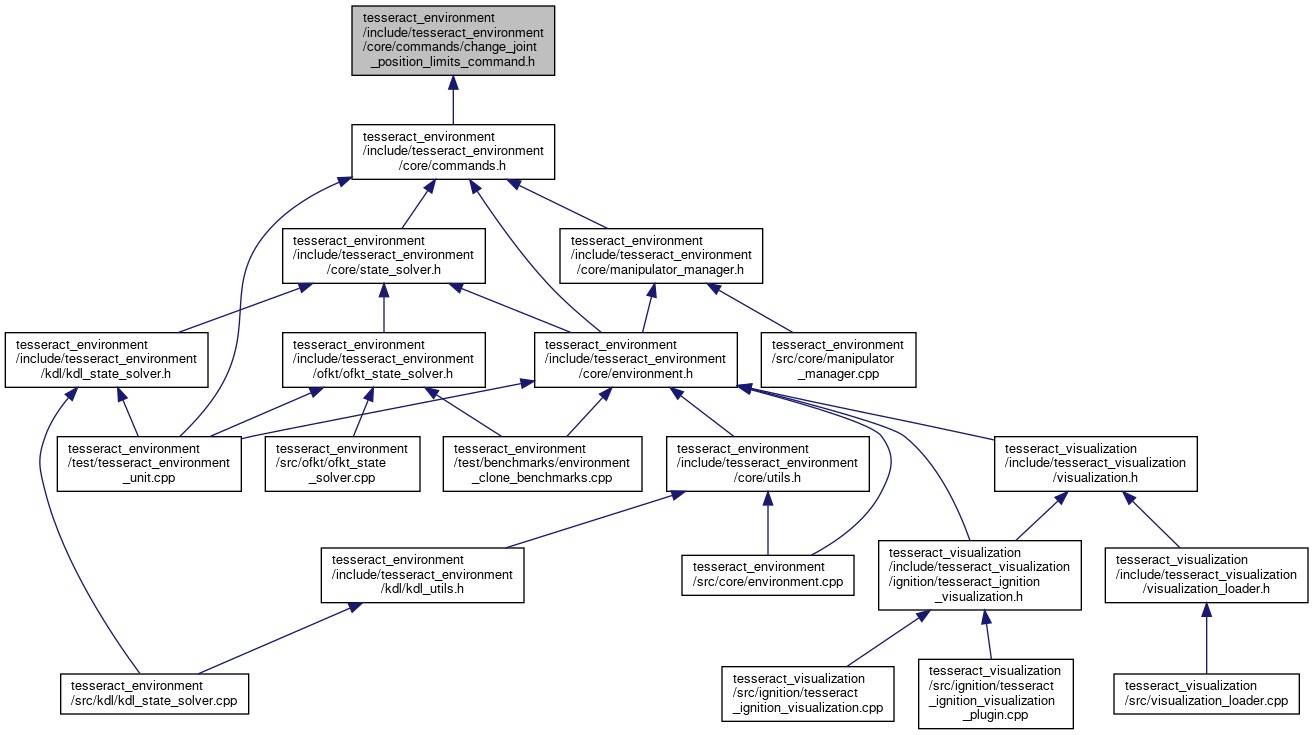 tesseract_environment
/include/tesseract_environment
/core/commands/change_joint
_position_limits_command.h
tesseract_environment
/include/tesseract_environment
/core/commands.h
tesseract_environment
/include/tesseract_environment
/core/state_solver.h
tesseract_environment
/include/tesseract_environment
/core/manipulator_manager.h
tesseract_environment
/include/tesseract_environment
/kdl/kdl_state_solver.h
tesseract_environment
/include/tesseract_environment
/ofkt/ofkt_state_solver.h
tesseract_environment
/include/tesseract_environment
/core/environment.h
tesseract_environment
/src/core/manipulator
_manager.cpp
tesseract_environment
/test/tesseract_environment
_unit.cpp
tesseract_environment
/src/ofkt/ofkt_state
_solver.cpp
tesseract_environment
/test/benchmarks/environment
_clone_benchmarks.cpp
tesseract_environment
/include/tesseract_environment
/core/utils.h
tesseract_visualization
/include/tesseract_visualization
/visualization.h
tesseract_environment
/include/tesseract_environment
/kdl/kdl_utils.h
tesseract_environment
/src/core/environment.cpp
tesseract_visualization
/include/tesseract_visualization
/ignition/tesseract_ignition
_visualization.h
tesseract_visualization
/include/tesseract_visualization
/visualization_loader.h
tesseract_environment
/src/kdl/kdl_state_solver.cpp
tesseract_visualization
/src/ignition/tesseract
_ignition_visualization.cpp
tesseract_visualization
/src/ignition/tesseract
_ignition_visualization
_plugin.cpp
tesseract_visualization
/src/visualization_loader.cpp